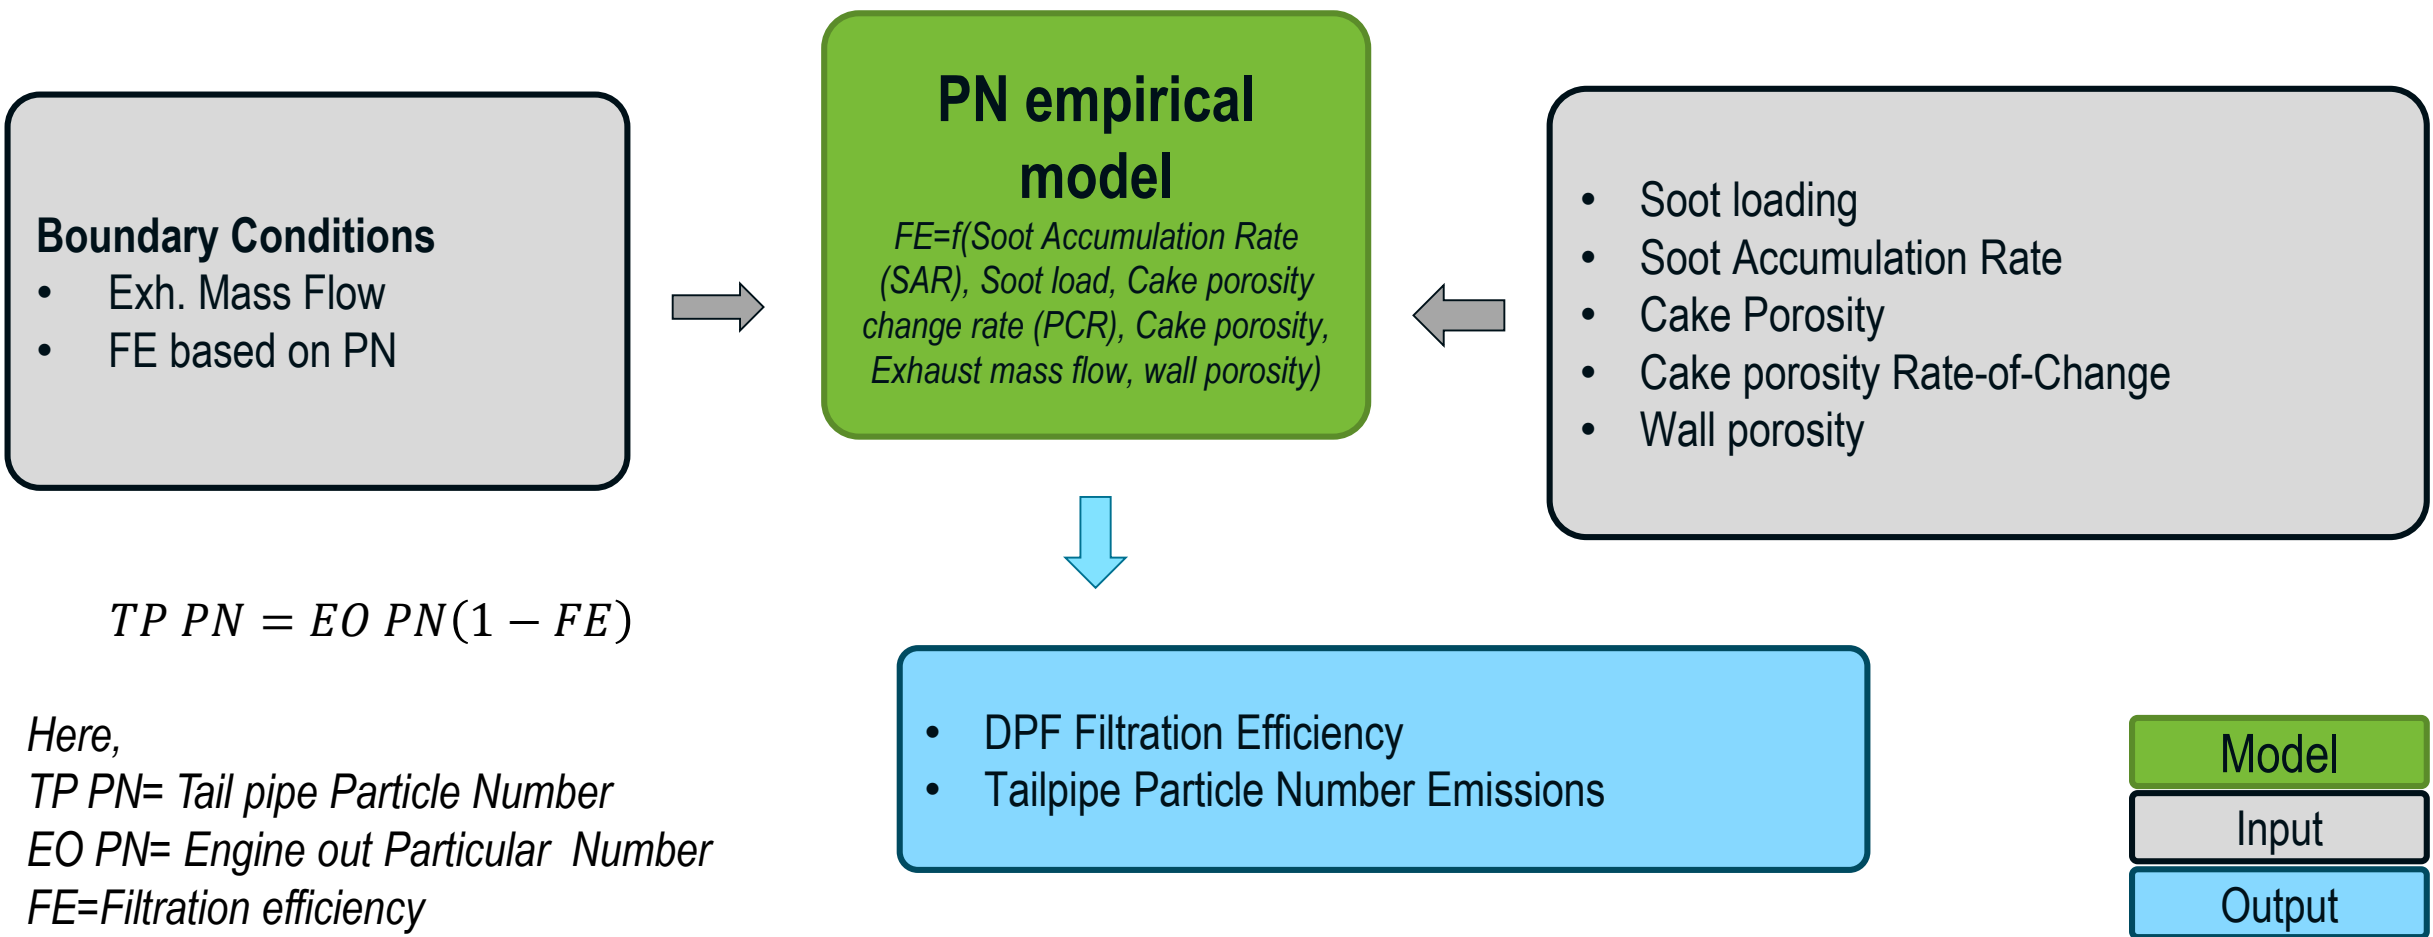 PN empirical
model
FE=f(Soot Accumulation Rate
(SAR), Soot load, Cake porosity
change rate (PCR), Cake porosity,
Exhaust mass flow, wall porosity)
Boundary Conditions
• Exh. Mass Flow
• FE based on PN
• Soot loading
• Soot Accumulation Rate
• Cake Porosity
• Cake porosity Rate-of-Change
• Wall porosity
TP PN = EO PN(1 − FE)
Here,
TP PN= Tail pipe Particle Number
EO PN= Engine out Particular Number
FE=Filtration efficiency
• DPF Filtration Efficiency
• Tailpipe Particle Number Emissions
Model
Input
Output